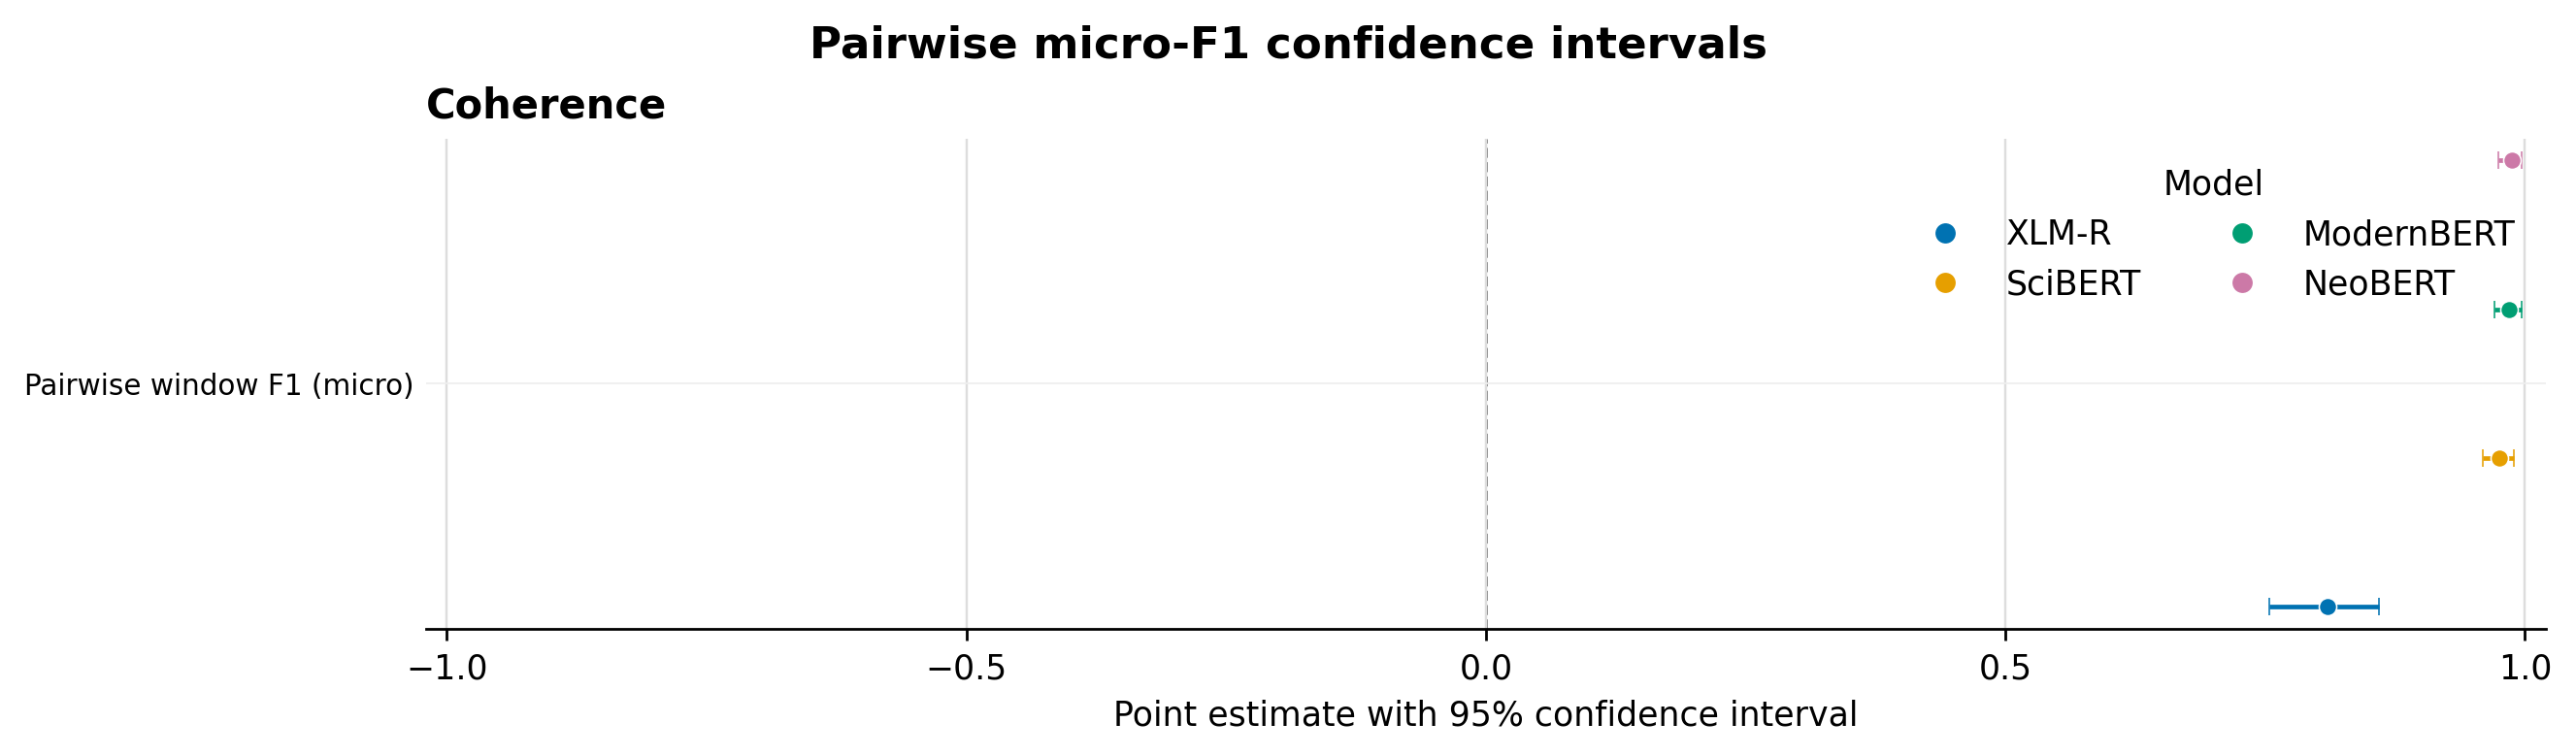 Pairwise micro-F1 confidence intervals
Coherence
Model
XLM-R
ModernBERT
SciBERT
NeoBERT
Pairwise window F1 (micro)
−1.0
−0.5
0.0
0.5
1.0
Point estimate with 95% confidence interval